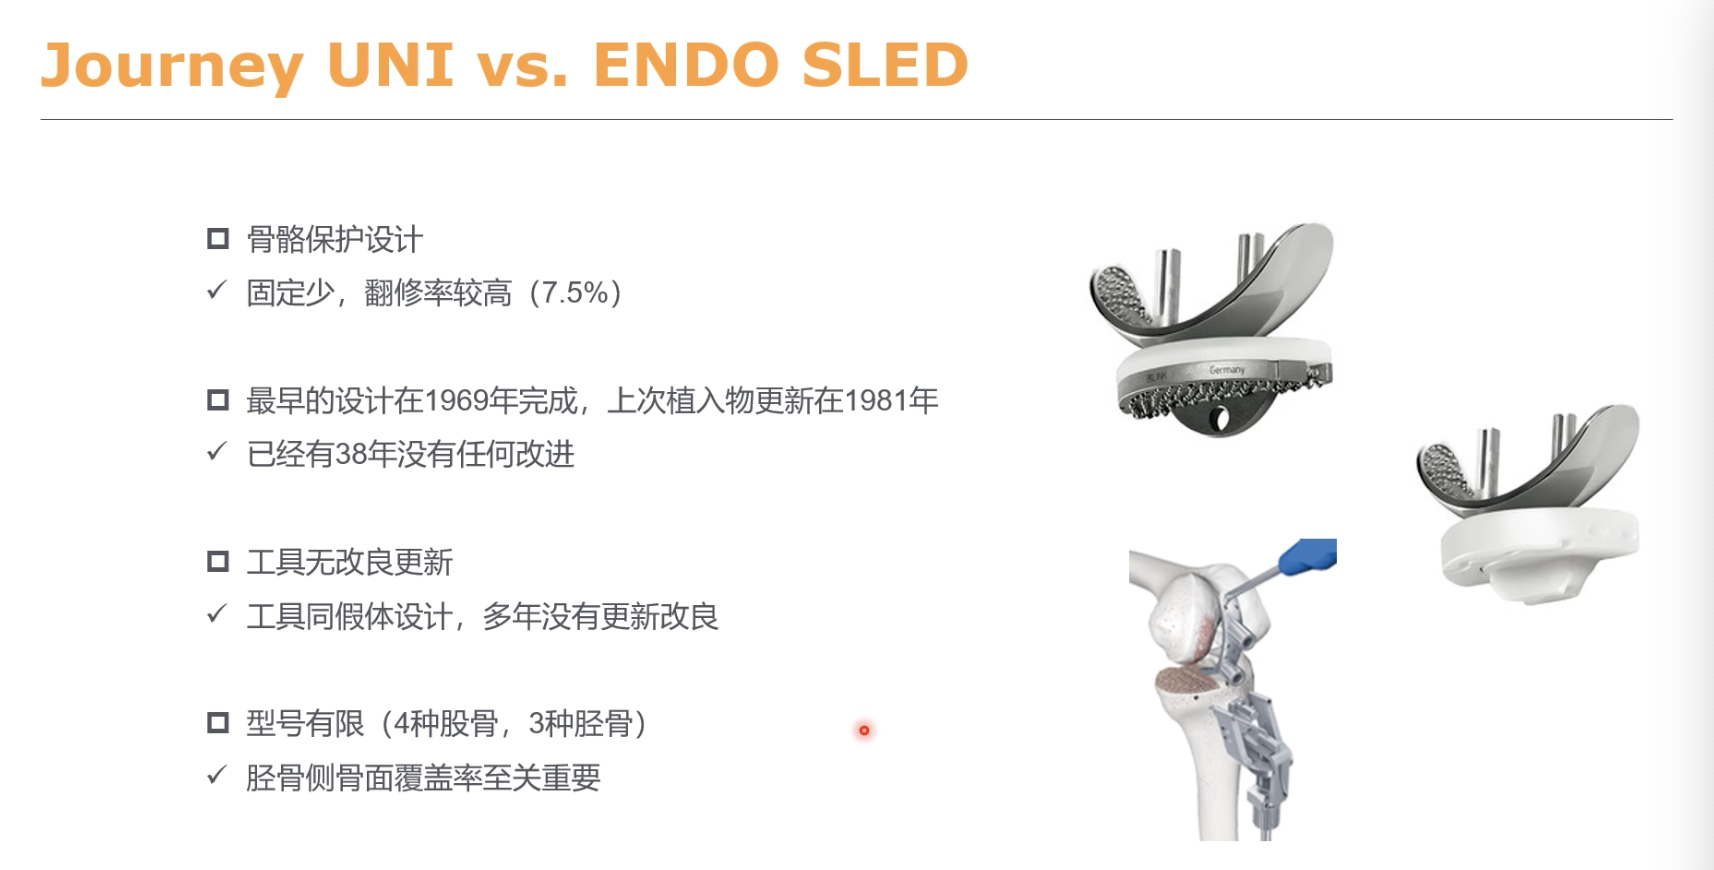 Journey UNI vs. ENDO SLED
骨骼保护设计
固定少，翻修率较高（7.5%）
最早的设计在1969年完成，上次植入物更新在1981年
已经有38年没有任何改进
工具无改良更新
工具同假体设计，多年没有更新改良
型号有限（4种股骨，3种胫骨）
胫骨侧骨面覆盖率至关重要
Germany